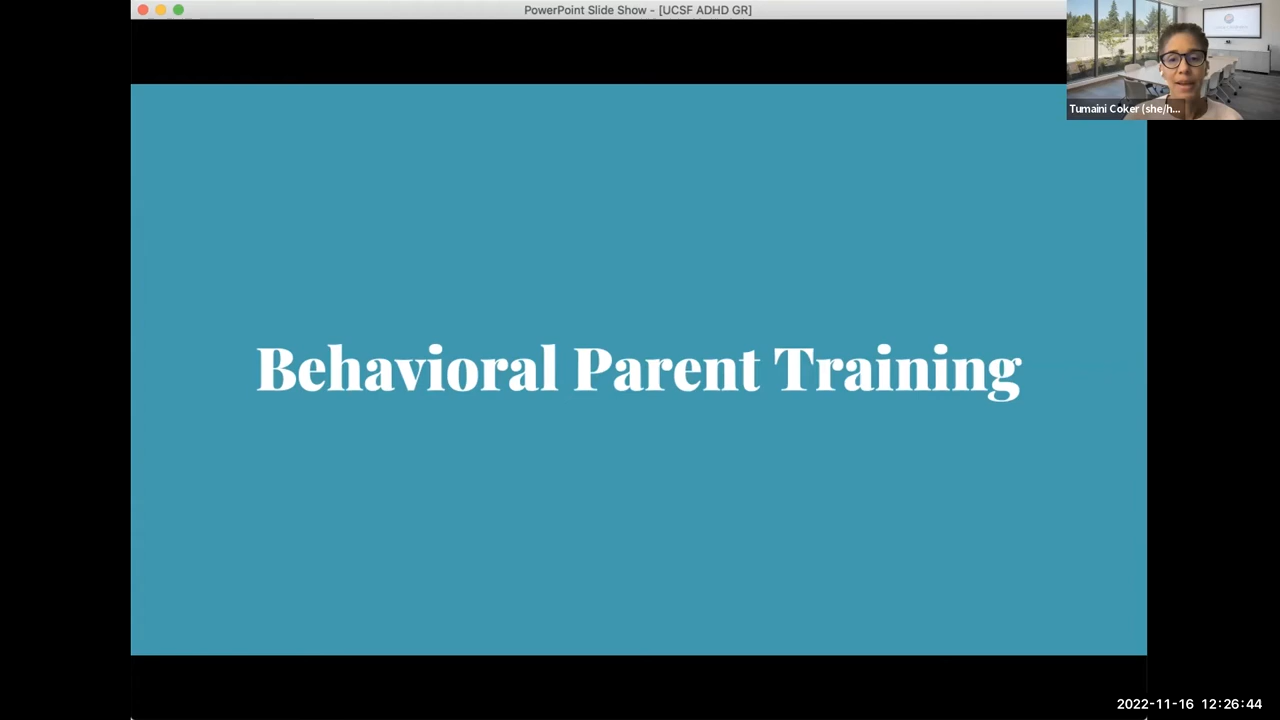 PowerPoint Slide Show - [UCSF ADHD GR]
Tumaini Coker (she/h...
Behavioral Parent Training
2022-11-16 12:26:44